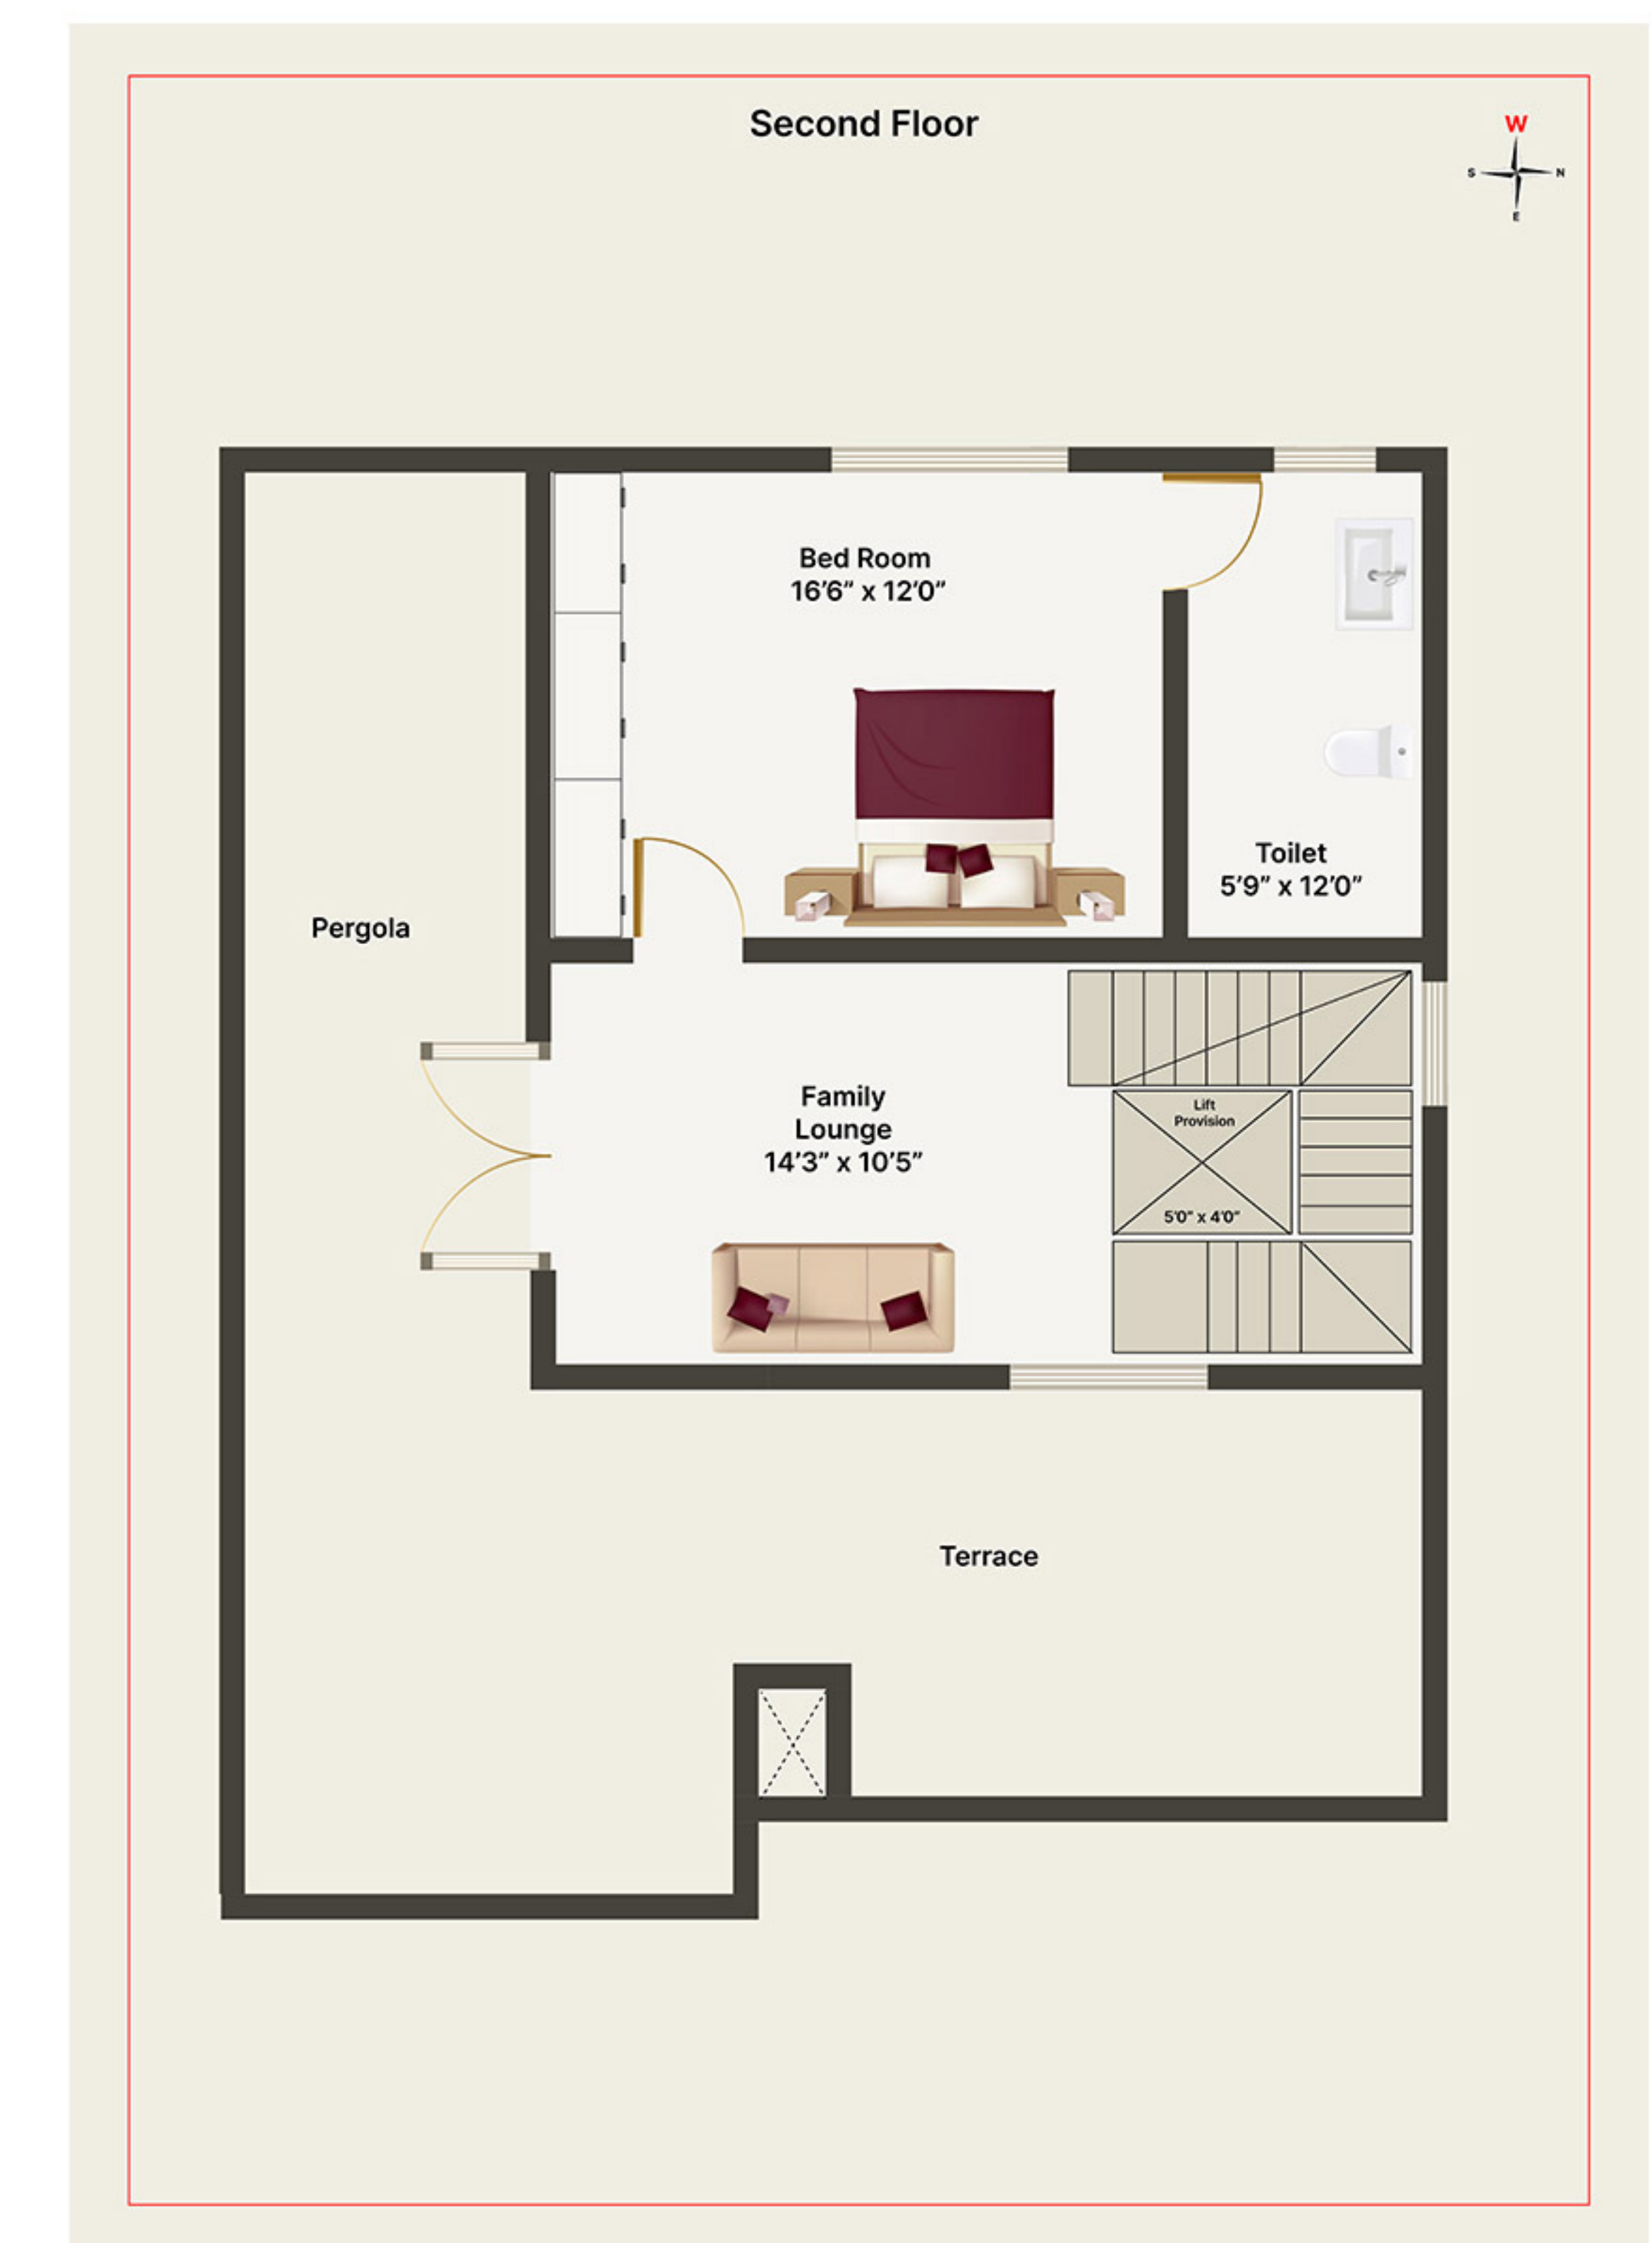 Second Floor
W
S
N
E
Bed Room
16’6” x 12’0”
Toilet
5’9” x 12’0”
Pergola
Family
Lounge
14’3” x 10’5”
Lift
Provision
5’0” x 4’0”
Terrace